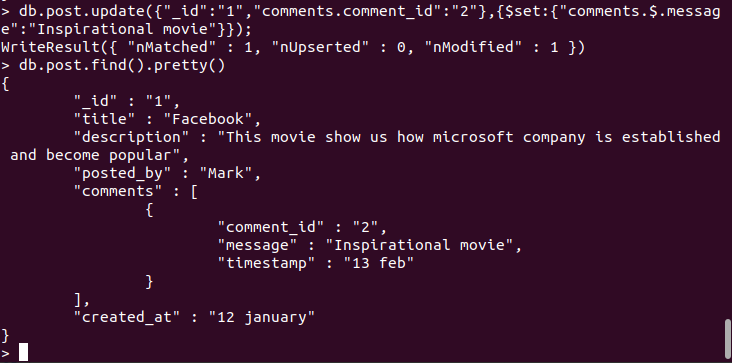 > db.post.update({"_id":"1","comments.comment_id":"2"},{$set:{"comments.$.messag
e":"Inspirational movie"}});
WriteResult({ "nMatched" : 1, "nUpserted" : 0, "nModified" : 1 })
> db.post.find().pretty()
{
        "_id" : "1",
        "title" : "Facebook",
        "description" : "This movie show us how microsoft company is established
 and become popular",
        "posted_by" : "Mark",
        "comments" : [
                {
                        "comment_id" : "2",
                        "message" : "Inspirational movie",
                        "timestamp" : "13 feb"
                }
        ],
        "created_at" : "12 january"
}
>